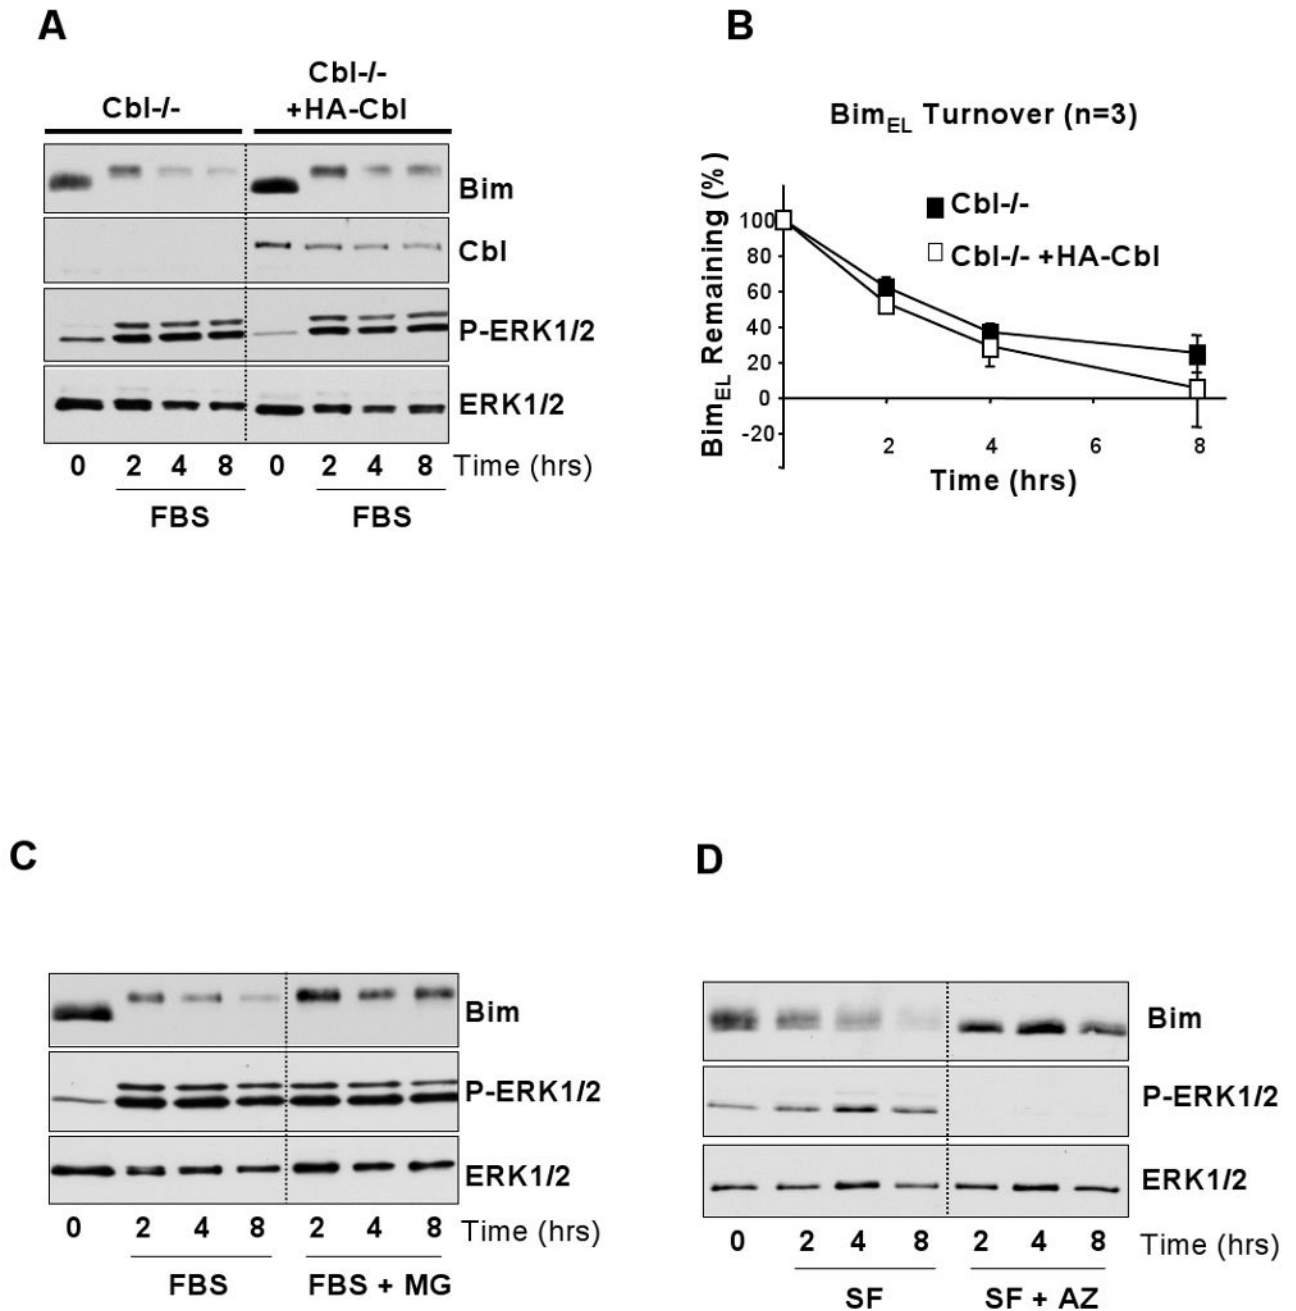 A
Cbl-/-
Cbl-/-
+HA-Cbl
Bim
Cbl
P-ERK1/2
ERK1/2
0 2 4 8 0 2 4 8 Time (hrs)
FBS FBS
B
BimEL Turnover (n=3)
BimEL Remaining (%)
Cbl-/-
Cbl-/- +HA-Cbl
100
80
60
40
20
0
-20
2 4 6 8
Time (hrs)
C
Bim
P-ERK1/2
ERK1/2
0 2 4 8 2 4 8 Time (hrs)
FBS FBS + MG
D
Bim
P-ERK1/2
ERK1/2
0 2 4 8 2 4 8 Time (hrs)
SF SF + AZ